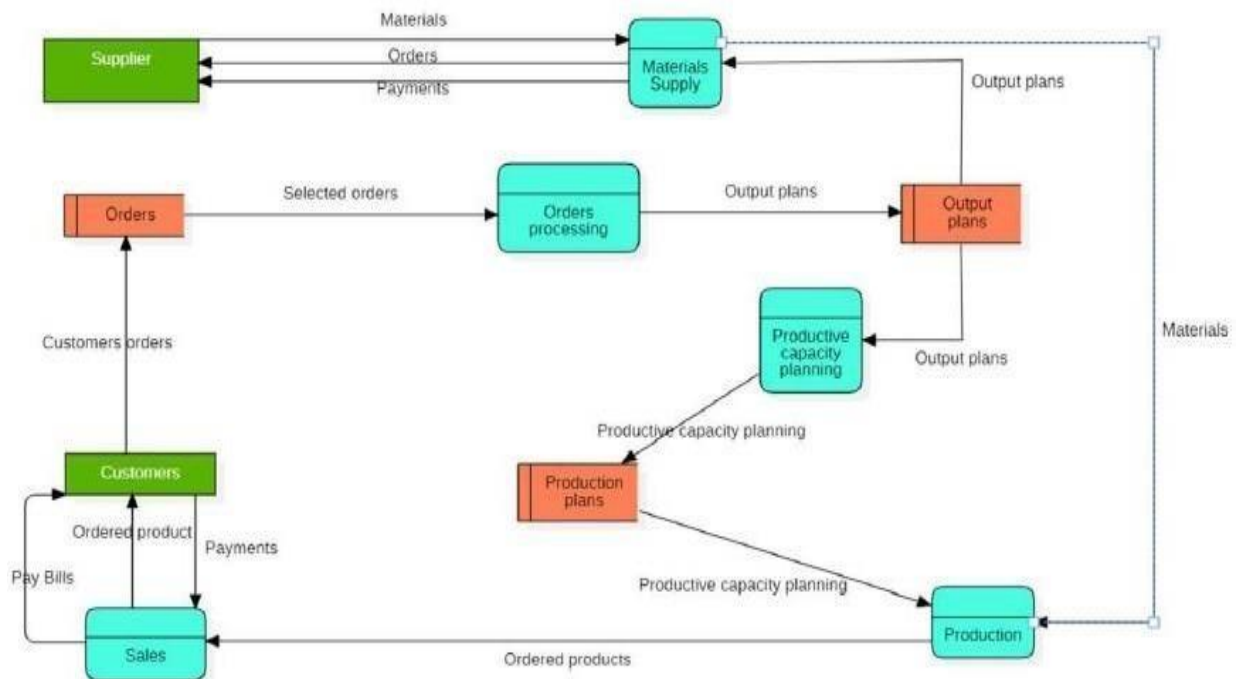 Materials
Supplier
Orders
Materials
Supply
Payments
Output plans
Selected orders
Output plans
Orders
Orders
processing
Output
plans
Customers orders
Productive
capacity
planning
Materials
Output plans
Productive capacity planning
Customers
Production
plans
Ordered product
Payments
Pay Bills
Productive capacity planning
Production
Sales
Ordered products